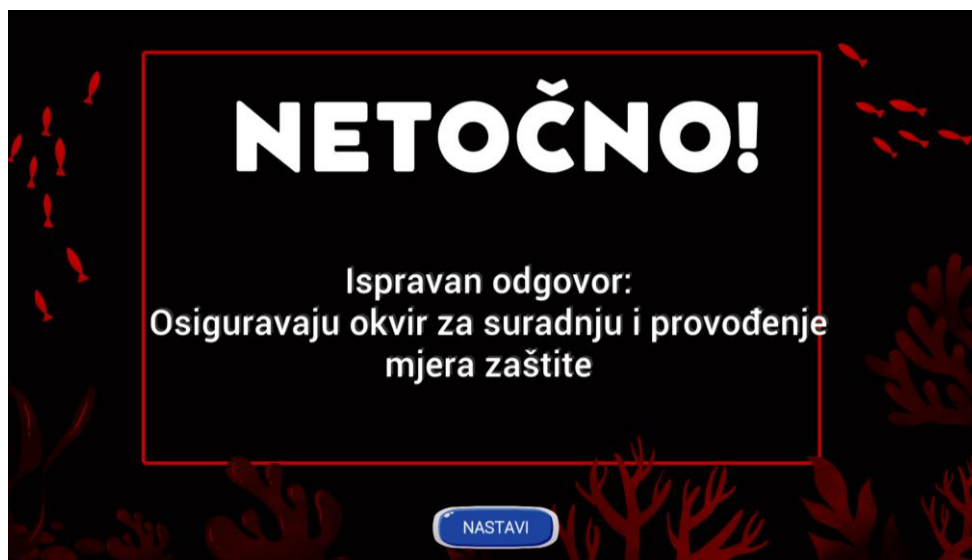 NETOČNO!
Ispravan odgovor:
Osiguravaju okvir za suradnju i provođenje
mjera zaštite
NASTAVI